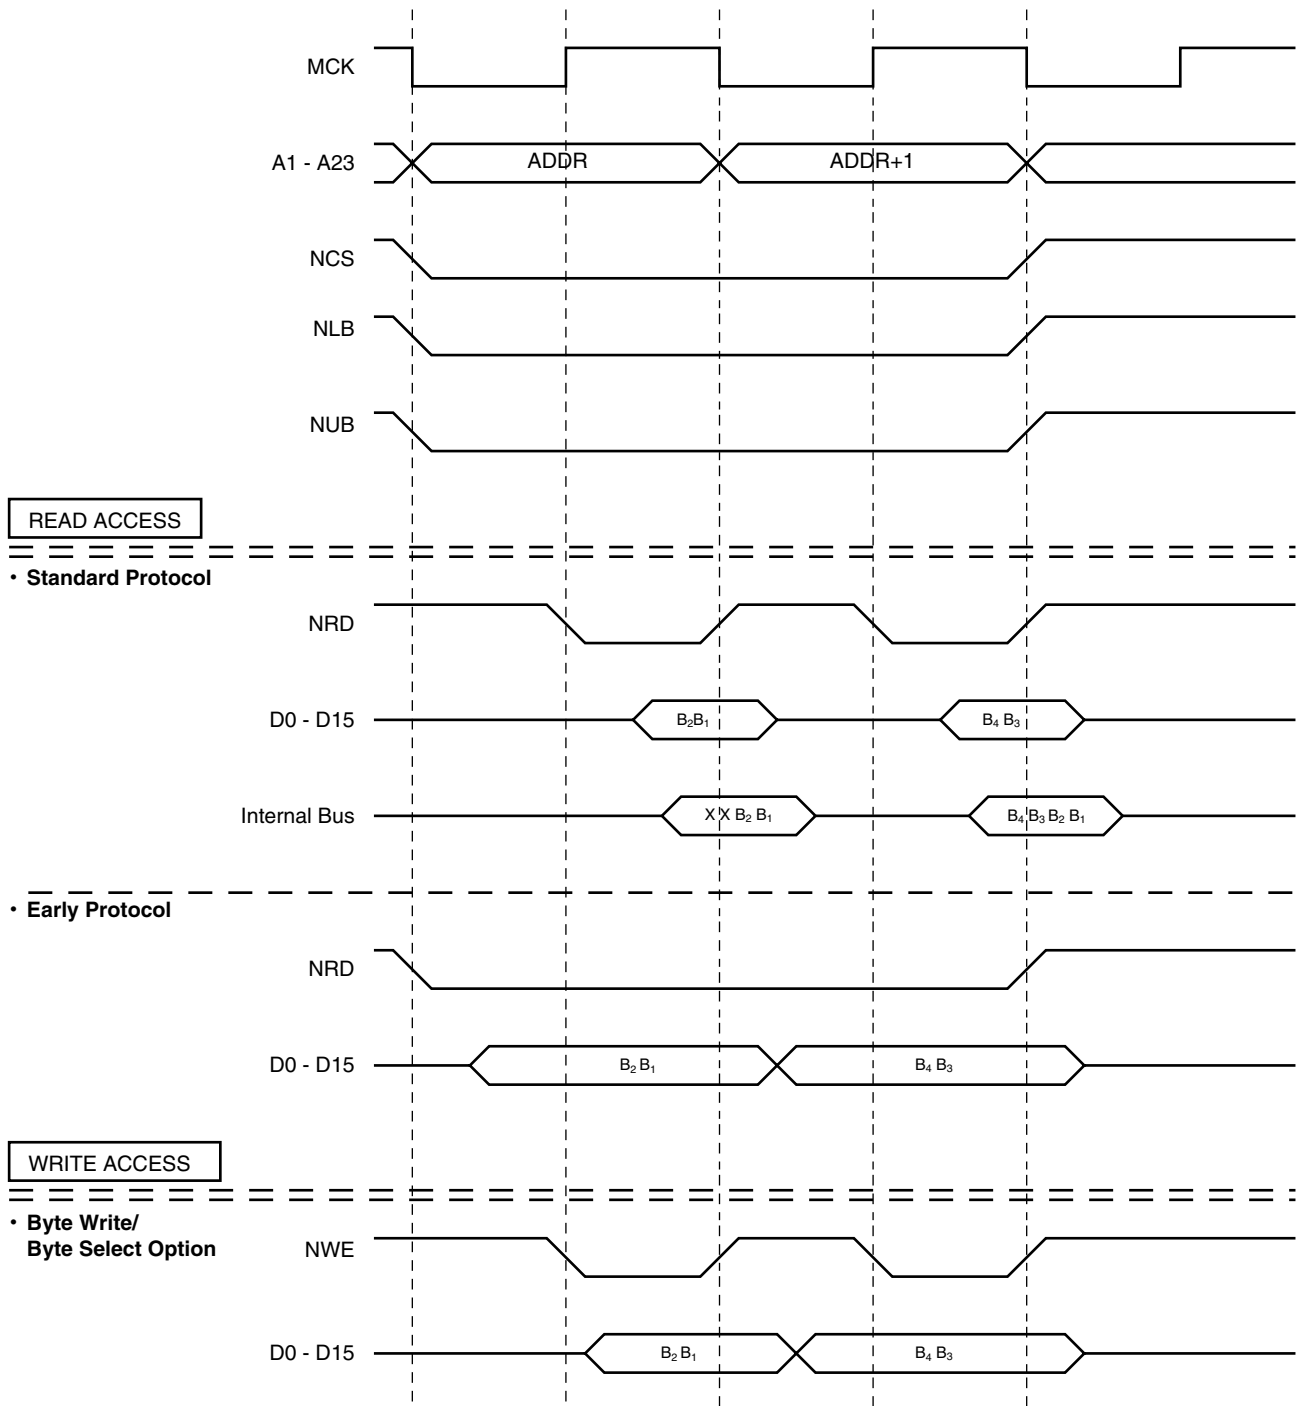 MCK
A1 - A23 ADDR ADDR+1
NCS
NLB
NUB
READ ACCESS
• Standard Protocol
NRD
D0 - D15 B₂B₁ B₄ B₃
Internal Bus X X B₂ B₁ B₄ B₃ B₂ B₁
• Early Protocol
NRD
D0 - D15 B₂ B₁ B₄ B₃
WRITE ACCESS
• Byte Write/
Byte Select Option NWE
D0 - D15 B₂ B₁ B₄ B₃